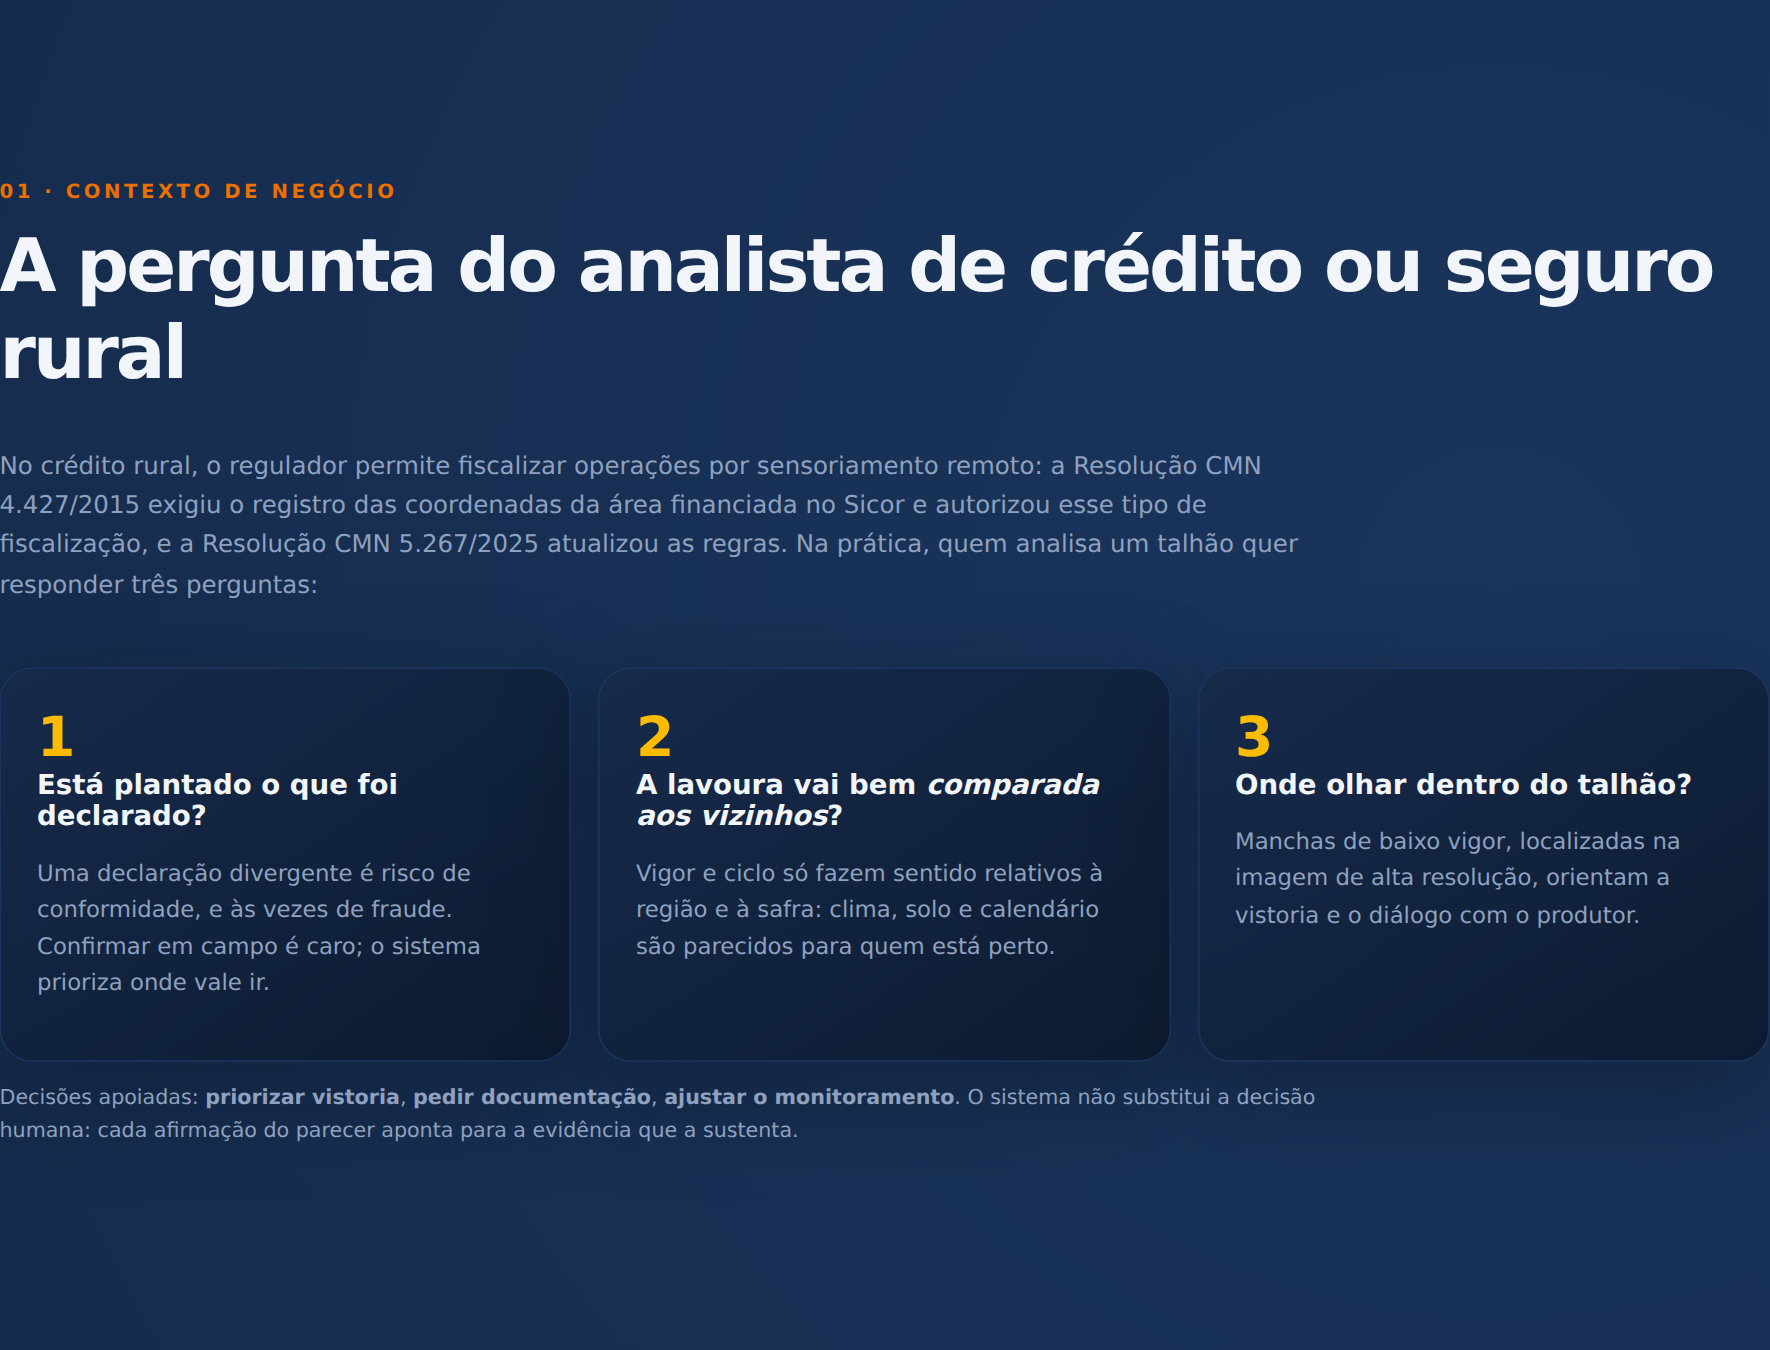 01 · CONTEXTO DE NEGÓCIO
A pergunta do analista de crédito ou seguro
rural
No crédito rural, o regulador permite fiscalizar operações por sensoriamento remoto: a Resolução CMN
4.427/2015 exigiu o registro das coordenadas da área financiada no Sicor e autorizou esse tipo de
fiscalização, e a Resolução CMN 5.267/2025 atualizou as regras. Na prática, quem analisa um talhão quer
responder três perguntas:
1
Está plantado o que foi
declarado?
Uma declaração divergente é risco de
conformidade, e às vezes de fraude.
Confirmar em campo é caro; o sistema
prioriza onde vale ir.
2
A lavoura vai bem comparada
aos vizinhos?
Vigor e ciclo só fazem sentido relativos à
região e à safra: clima, solo e calendário
são parecidos para quem está perto.
3
Onde olhar dentro do talhão?
Manchas de baixo vigor, localizadas na
imagem de alta resolução, orientam a
vistoria e o diálogo com o produtor.
Decisões apoiadas: priorizar vistoria, pedir documentação, ajustar o monitoramento. O sistema não substitui a decisão
humana: cada afirmação do parecer aponta para a evidência que a sustenta.